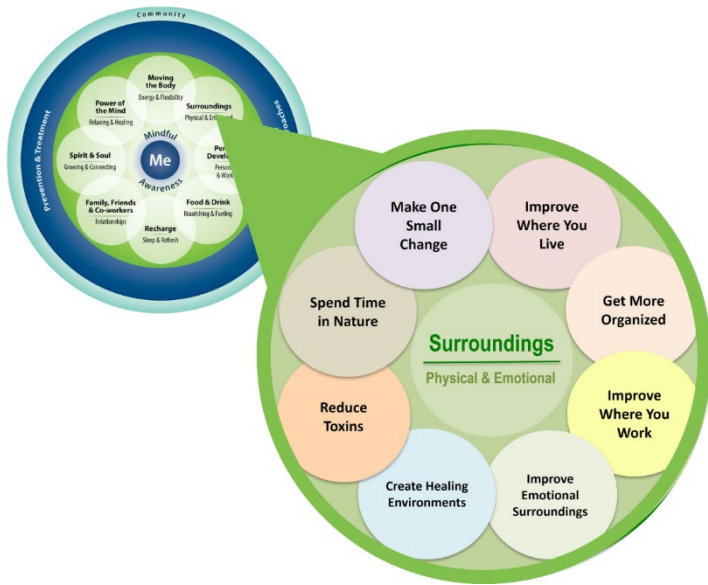 Community
Prevention & Treatment
Moving
the Body
Energy & Flexibility
Power of
the Mind
Relaxing & Healing
Surroundings
Physical &
Spirit & Soul
Growing & Connecting
Mindful
Me
Awareness
& Work
Family, Friends
& Co-workers
Relationships
Food & Drink
Nourishing & Fueling
Recharge
Sleep & Refresh
Make One
Small
Change
Improve
Where You
Live
Spend Time
in Nature
Get More
Organized
Surroundings
Physical & Emotional
Reduce
Toxins
Improve
Where You
Work
Create Healing
Environments
Improve
Emotional
Surroundings